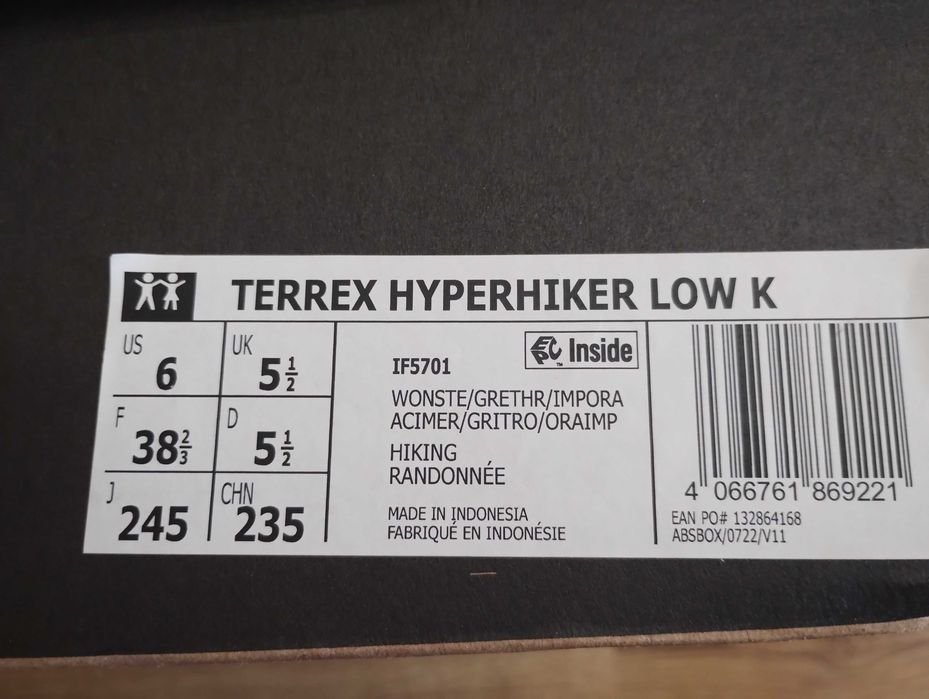 TERREX HYPERHIKER LOW K
US 6
UK 5 1/2
F 38 2/3
D 5 1/2
J 245
CHN 235
EPC Inside
™
IF5701
WONSTE/GRETHR/IMPORA
ACIMER/GRITRO/ORAIMP
HIKING
RANDONNÉE
MADE IN INDONESIA
FABRIQUÉ EN INDONÉSIE
4 066761 869221
EAN PO# 132864168
ABSBOX/0722/V11